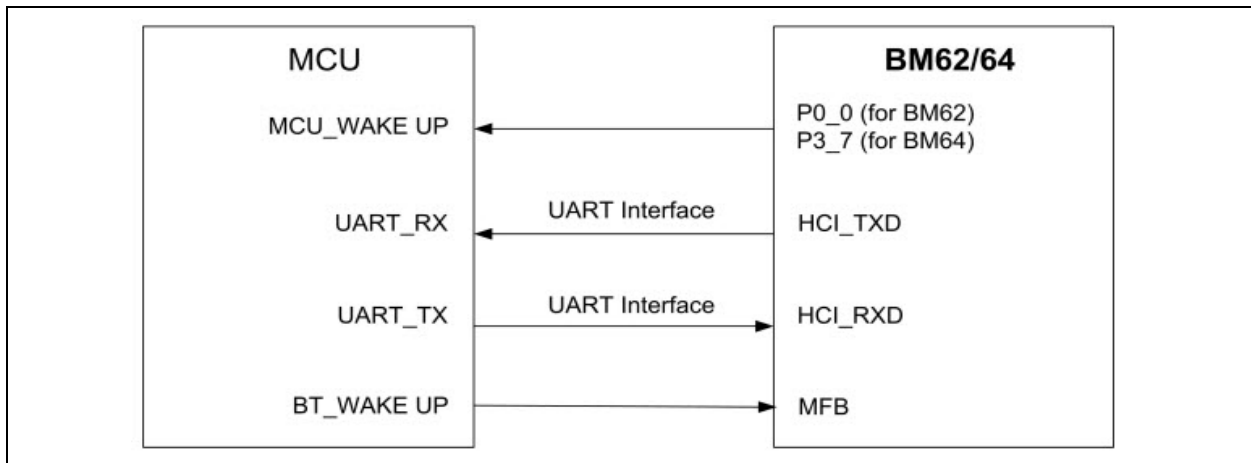 MCU
BM62/64
MCU_WAKE UP
P0_0 (for BM62)
P3_7 (for BM64)
UART_RX
UART Interface
HCI_TXD
UART_TX
UART Interface
HCI_RXD
BT_WAKE UP
MFB